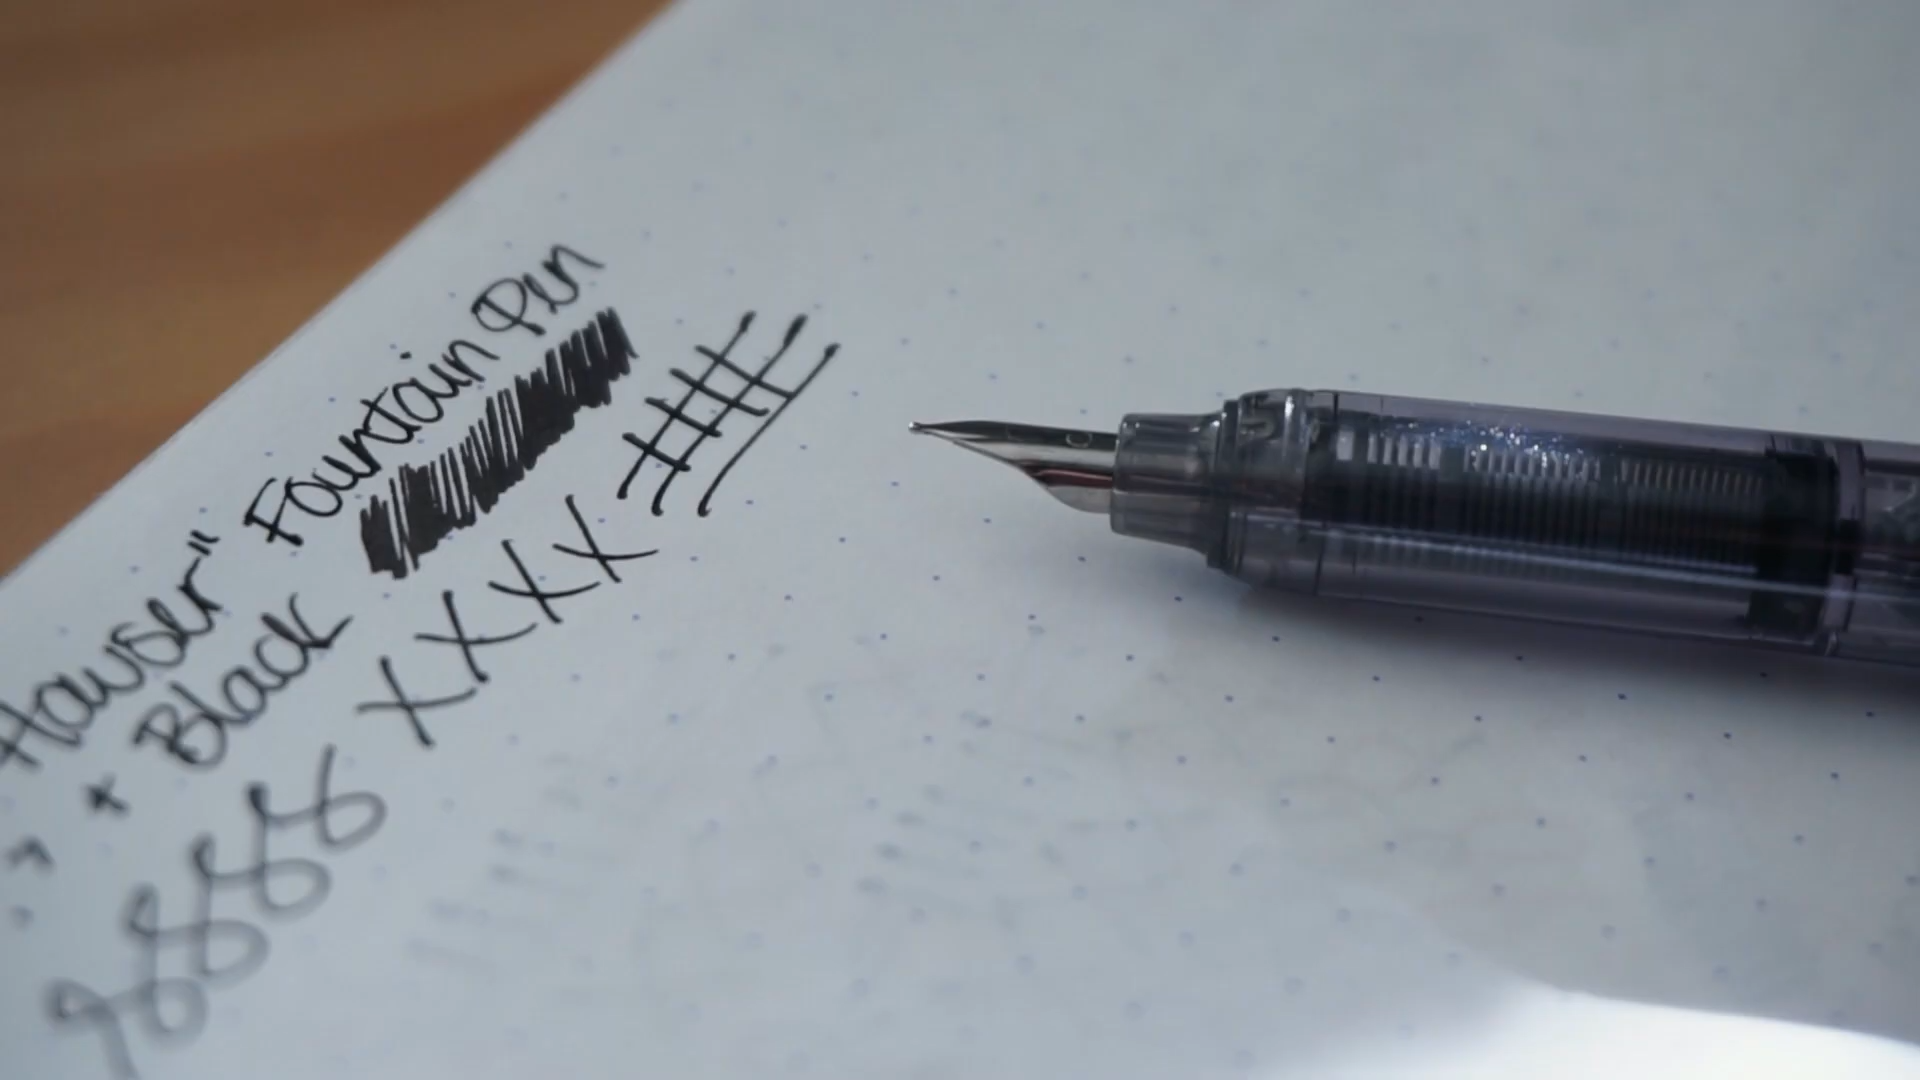 Hauser" Fountain Pen
+ Black
XXXX